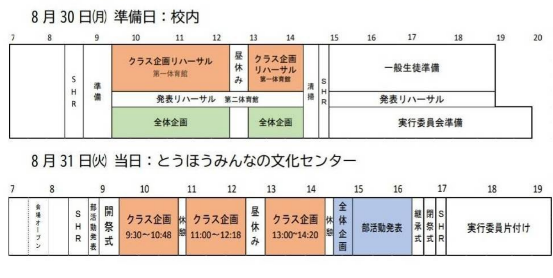 8月30日(月) 準備日：校内
7 8 9 10 11 12 13 14 15 16 17 18 19 20
SHR
準備
クラス企画リハーサル
第一体育館
昼休み
クラス企画
リハーサル
第一体育館
清掃
SHR
一般生徒準備
発表リハーサル 第二体育館
発表リハーサル
全体企画
全体企画
実行委員会準備
8月31日(火) 当日：とうほうみんなの文化センター
7 8 9 10 11 12 13 14 15 16 17 18 19
会場オープン
SHR
部活動発表
開祭式
クラス企画
9:30～10:48
休憩
クラス企画
11:00～12:18
昼休み
クラス企画
13:00～14:20
休憩
全体企画
部活動発表
継承式
閉祭式
SHR
実行委員片付け